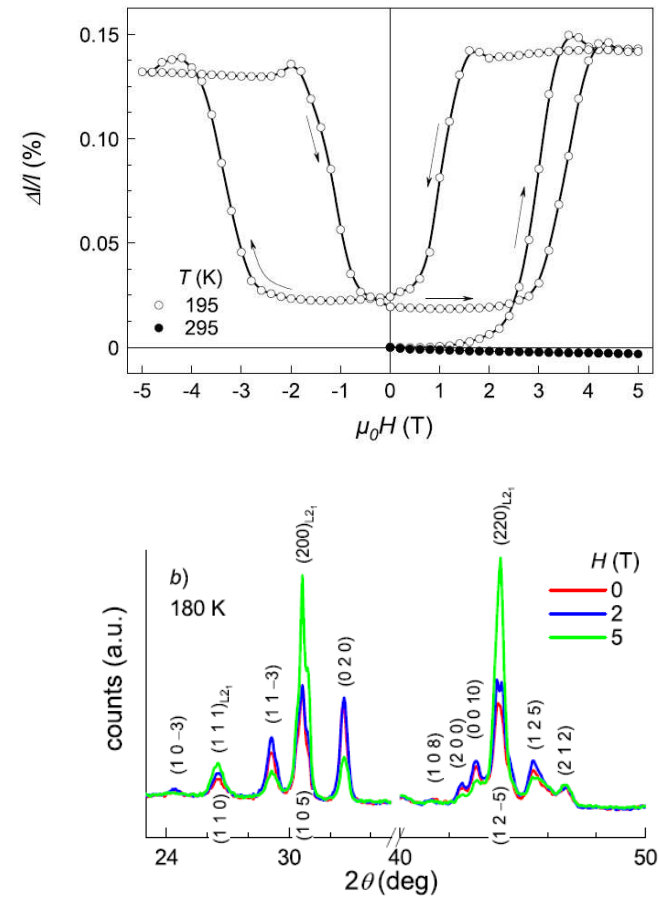 0.15
0.10
0.05
0
Δl/l (%)
T (K)
195
295
-5 -4 -3 -2 -1 0 1 2 3 4 5
μ0H (T)
b)
180 K
H (T)
0
2
5
counts (a.u.)
(1 0 –3)
(1 1 1)L21
(1 1 0)
(1 1 –3)
(200)L21
(1 0 5)
(0 2 0)
(1 0 8)
(2 0 0)
(0 0 10)
(220)L21
(1 2 –5)
(1 2 5)
(2 1 2)
24 30 40 50
2θ (deg)